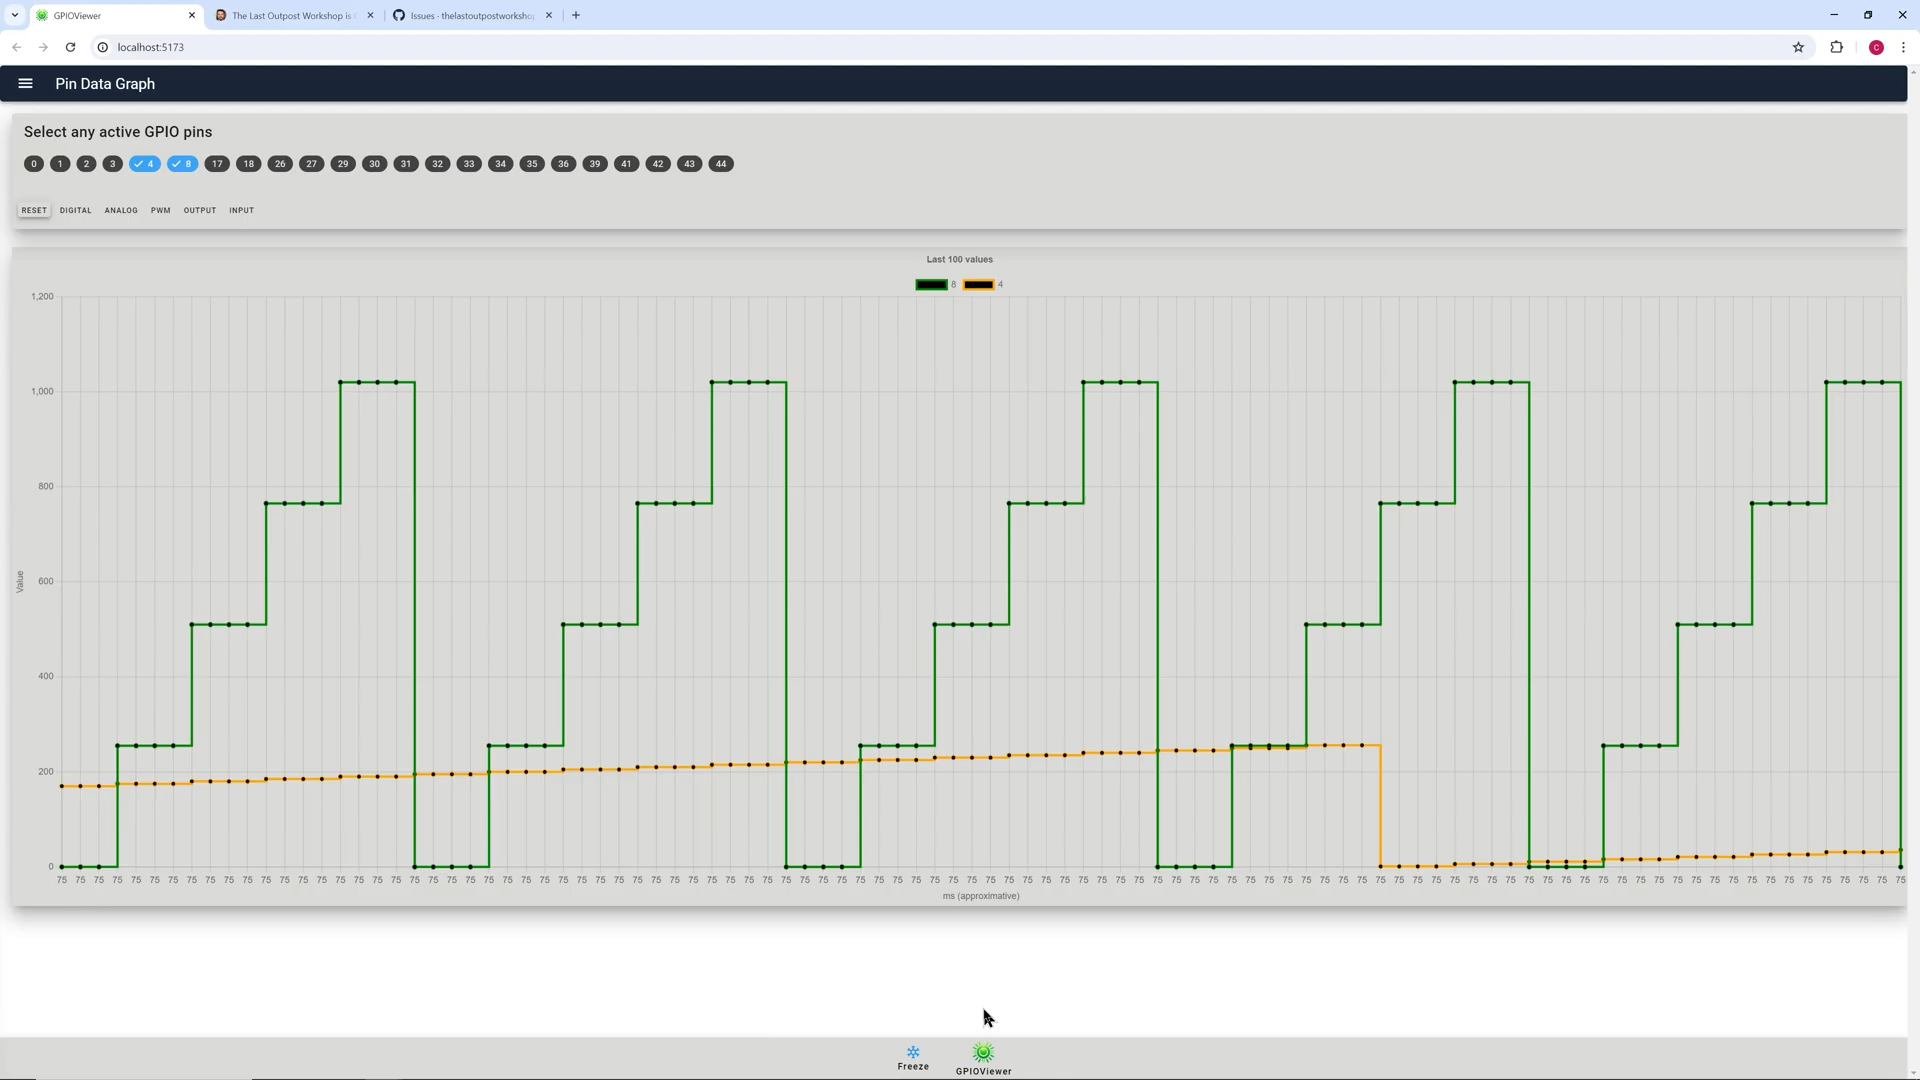 GPIOViewer
The Last Outpost Workshop is
Issues · thelastoutpostworksho
localhost:5173
C
Pin Data Graph
Select any active GPIO pins
0 1 2 3 4 8 17 18 26 27 29 30 31 32 33 34 35 36 39 41 42 43 44
RESET DIGITAL ANALOG PWM OUTPUT INPUT
Last 100 values
8 4
1,200
1,000
800
600
Value
400
200
0
75 75 75 75 75 75 75 75 75 75 75 75 75 75 75 75 75 75 75 75 75 75 75 75 75 75 75 75 75 75 75 75 75 75 75 75 75 75 75 75 75 75 75 75 75 75 75 75 75 75 75 75 75 75 75 75 75 75 75 75 75 75 75 75 75 75 75 75 75 75 75 75 75 75 75 75 75 75 75 75 75 75 75 75 75 75 75 75 75 75 75 75 75 75 75 75 75 75 75 75
ms (approximative)
Freeze
GPIOViewer